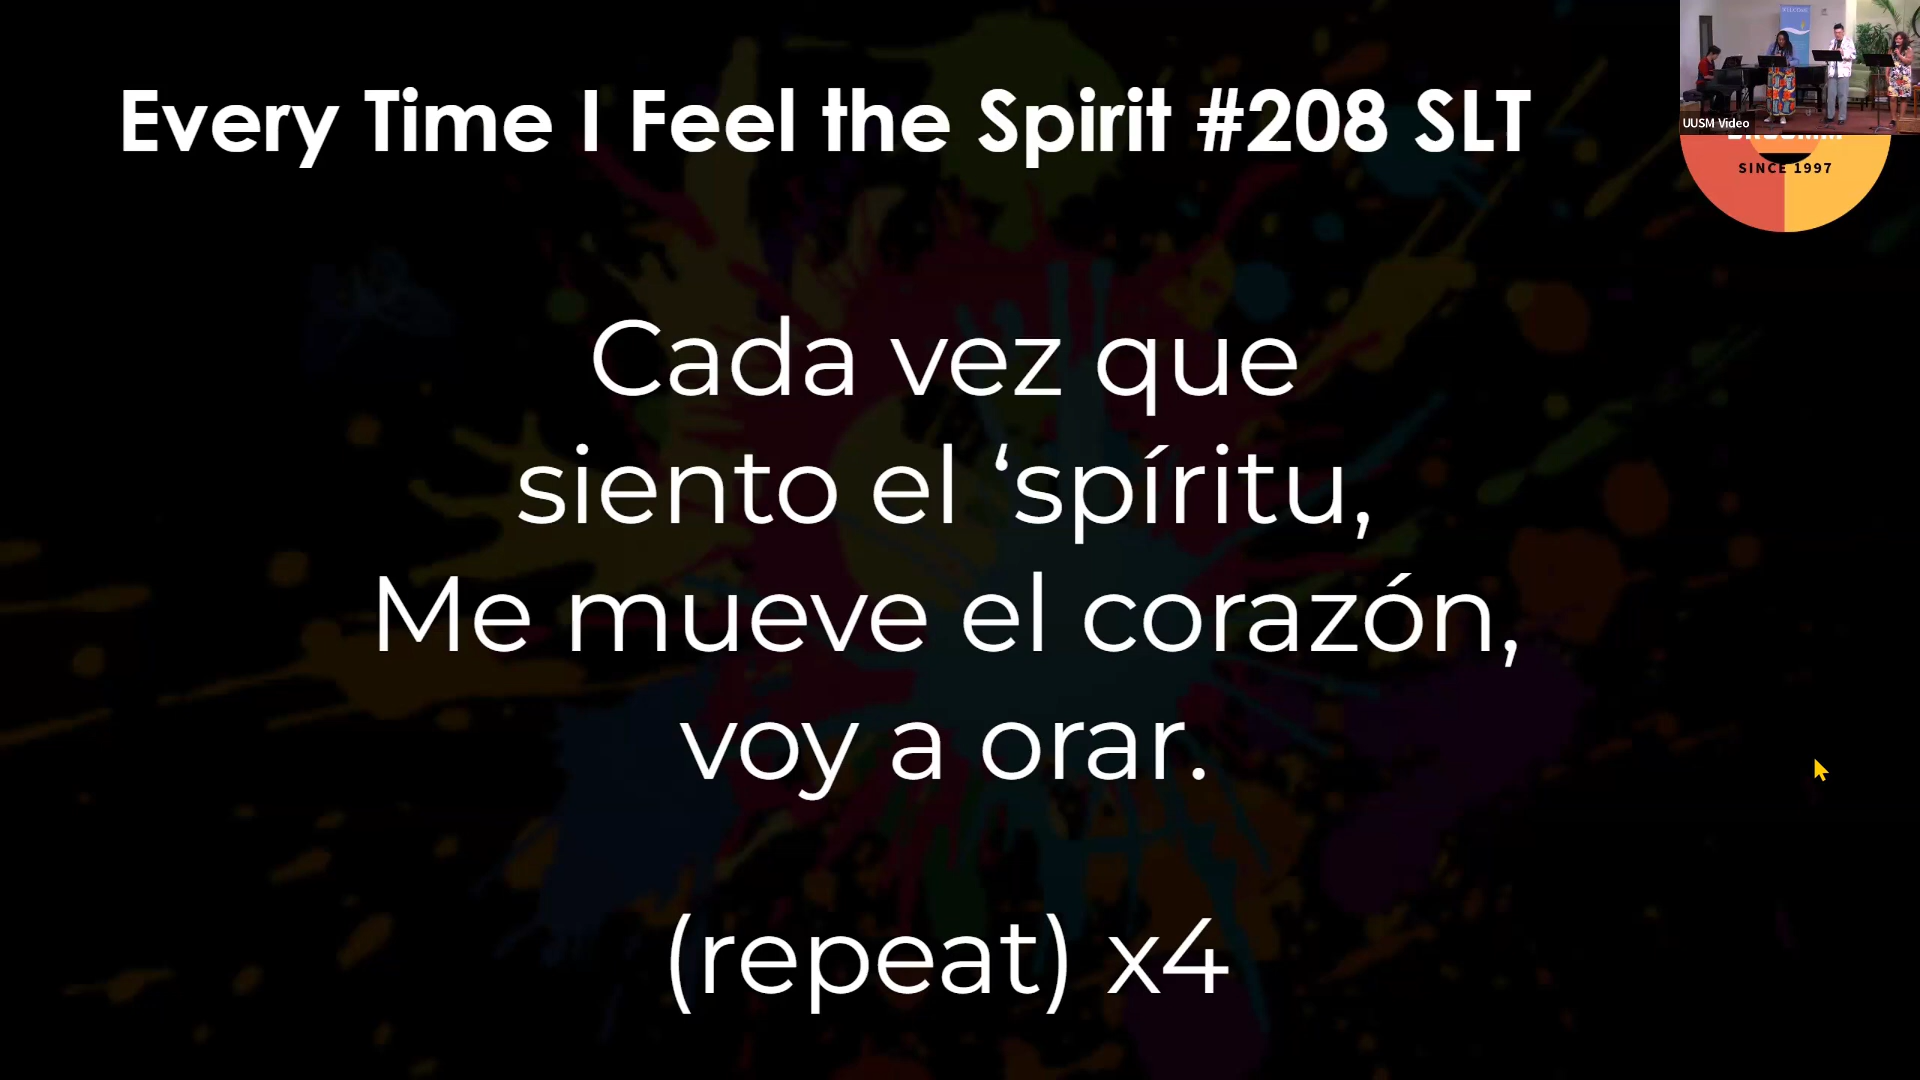 Every Time I Feel the Spirit #208 SLT
UUSM Video
SINCE 1997
Cada vez que
siento el ‘spíritu,
Me mueve el corazón,
voy a orar.
(repeat) x4